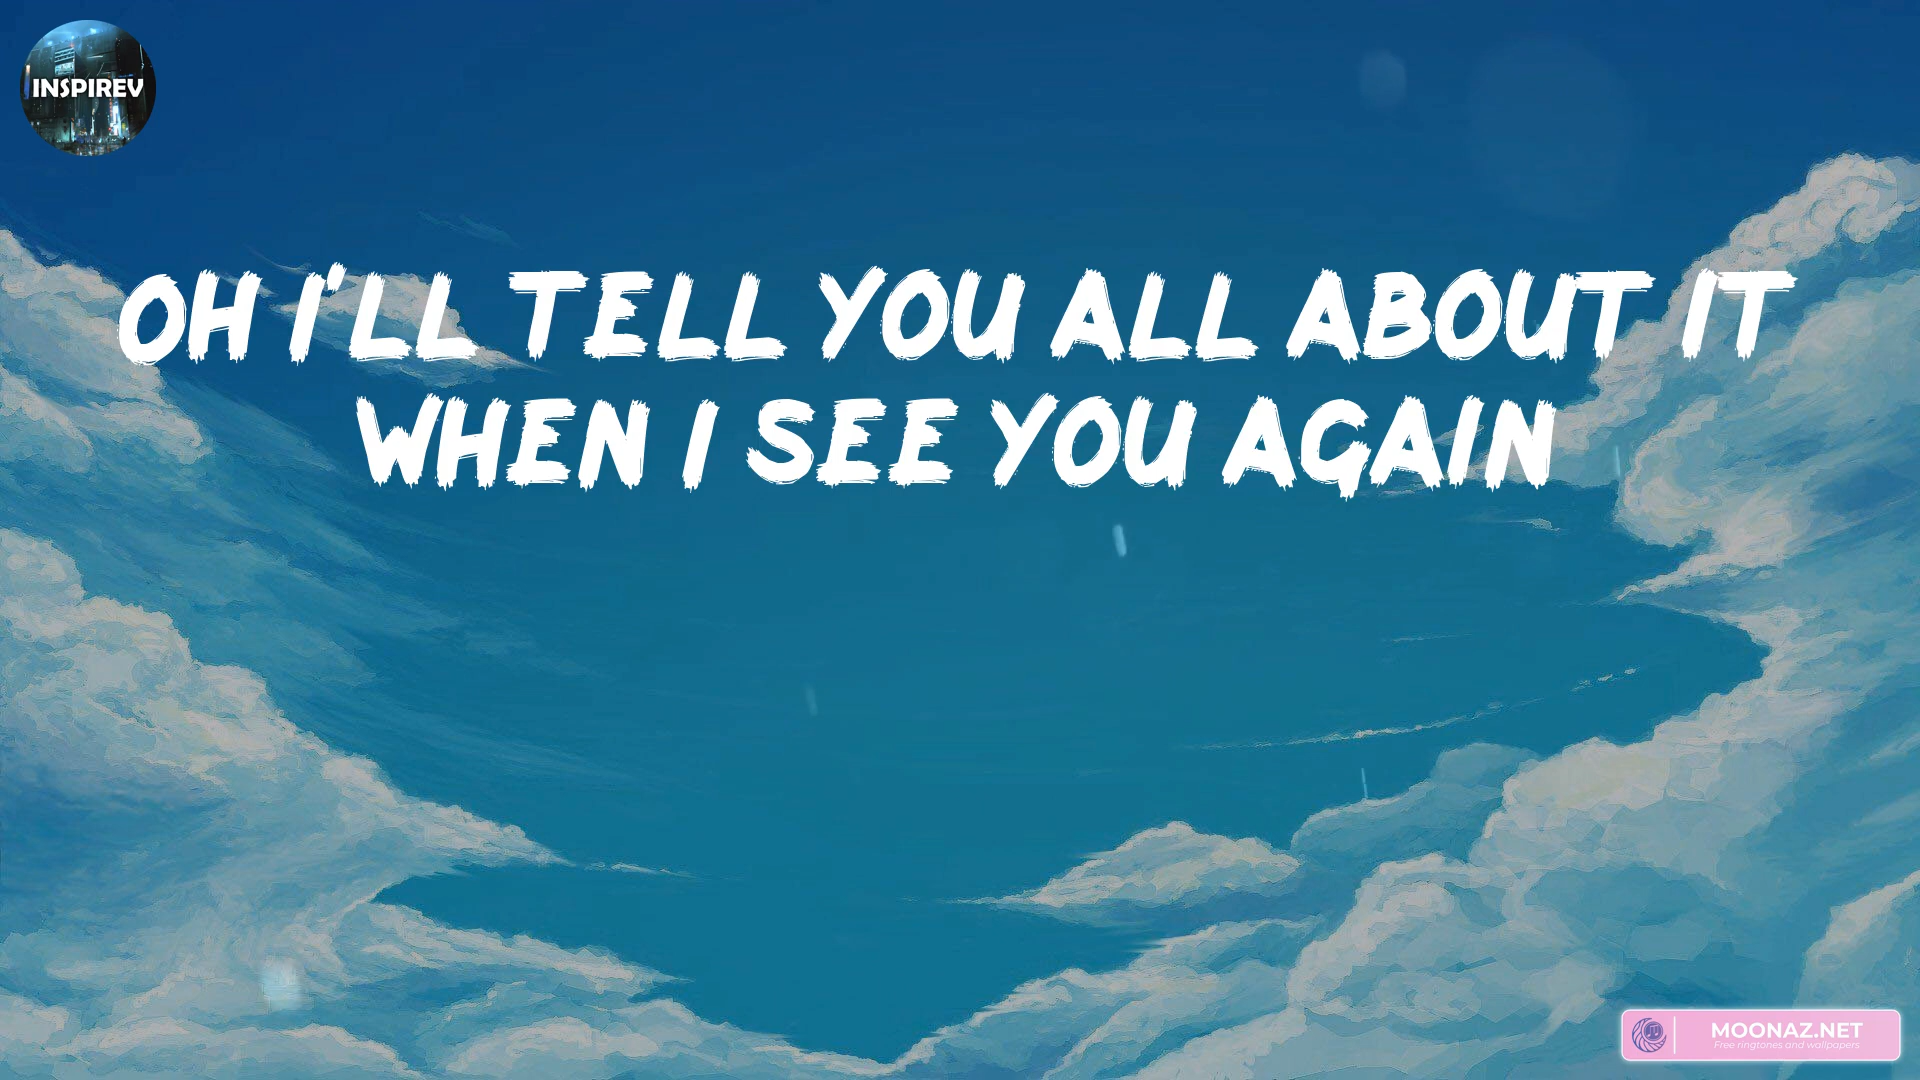 INSPIREV
OH I'LL TELL YOU ALL ABOUT IT
WHEN I SEE YOU AGAIN
MOONAZ.NET
Free ringtones and wallpapers